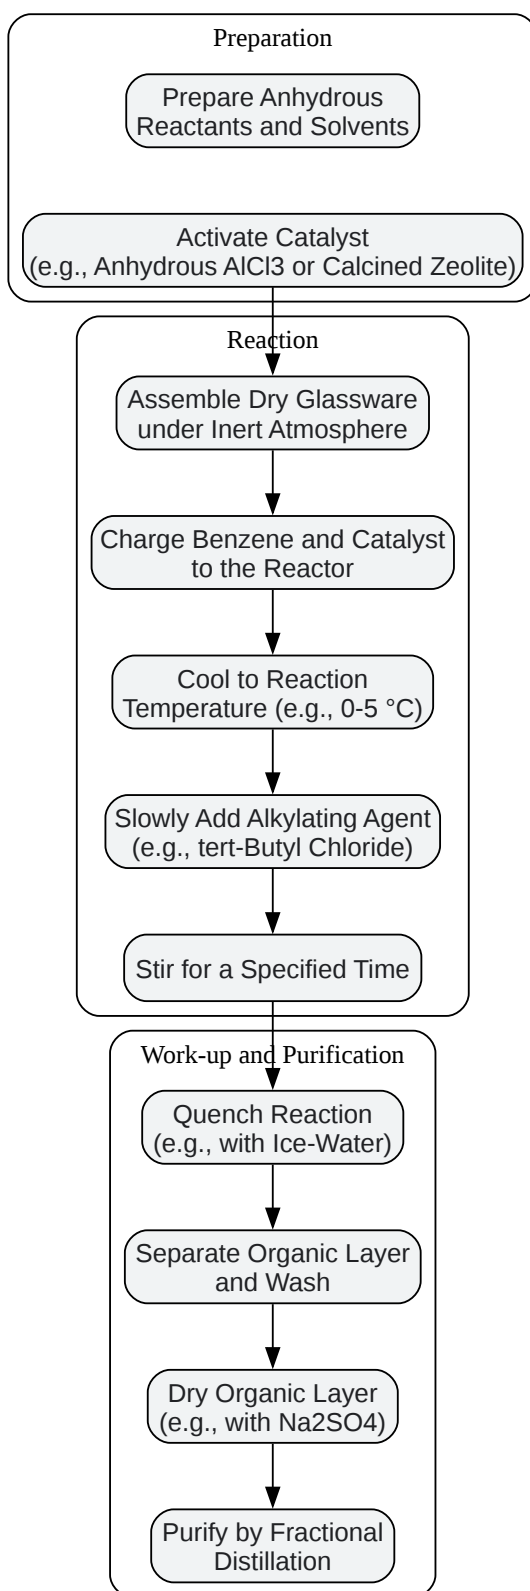 Preparation
Prepare Anhydrous
Reactants and Solvents
Activate Catalyst
(e.g., Anhydrous AlCl3 or Calcined Zeolite)
Reaction
Assemble Dry Glassware
under Inert Atmosphere
Charge Benzene and Catalyst
to the Reactor
Cool to Reaction
Temperature (e.g., 0-5 °C)
Slowly Add Alkylating Agent
(e.g., tert-Butyl Chloride)
Stir for a Specified Time
Work-up and Purification
Quench Reaction
(e.g., with Ice-Water)
Separate Organic Layer
and Wash
Dry Organic Layer
(e.g., with Na2SO4)
Purify by Fractional
Distillation